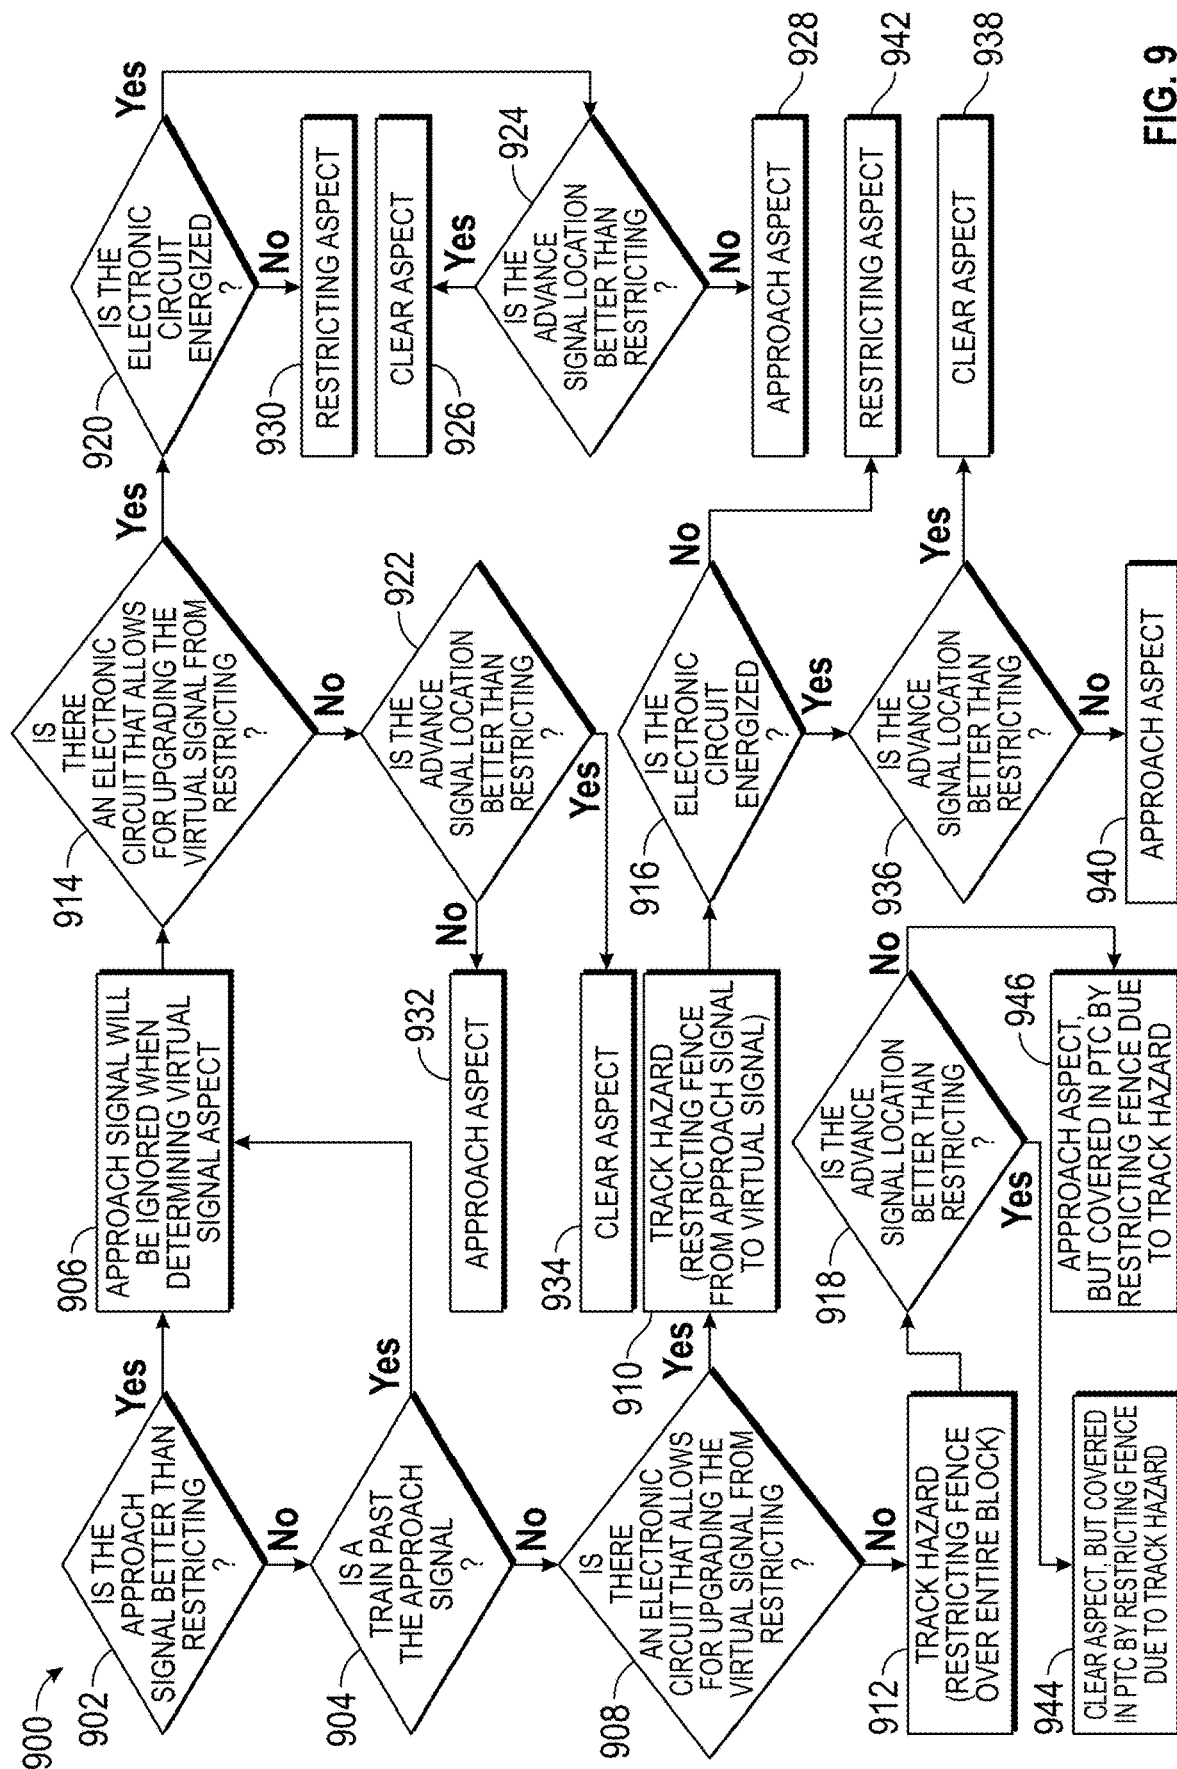 900
902
IS THE
APPROACH
SIGNAL BETTER THAN
RESTRICTING
?
Yes
No
904
IS A
TRAIN PAST
THE APPROACH
SIGNAL
?
Yes
No
908
IS
THERE
AN ELECTRONIC
CIRCUIT THAT ALLOWS
FOR UPGRADING THE
VIRTUAL SIGNAL FROM
RESTRICTING
?
Yes
No
912
TRACK HAZARD
(RESTRICTING FENCE
OVER ENTIRE BLOCK)
944
CLEAR ASPECT, BUT COVERED
IN PTC BY RESTRICTING FENCE
DUE TO TRACK HAZARD
906
APPROACH SIGNAL WILL
BE IGNORED WHEN
DETERMINING VIRTUAL
SIGNAL ASPECT
932
APPROACH ASPECT
934
CLEAR ASPECT
910
TRACK HAZARD
(RESTRICTING FENCE
FROM APPROACH SIGNAL
TO VIRTUAL SIGNAL)
918
IS THE
ADVANCE
SIGNAL LOCATION
BETTER THAN
RESTRICTING
?
Yes
No
946
APPROACH ASPECT,
BUT COVERED IN PTC BY
RESTRICTING FENCE DUE
TO TRACK HAZARD
914
IS
THERE
AN ELECTRONIC
CIRCUIT THAT ALLOWS
FOR UPGRADING THE
VIRTUAL SIGNAL FROM
RESTRICTING
?
Yes
No
922
IS THE
ADVANCE
SIGNAL LOCATION
BETTER THAN
RESTRICTING
?
No
Yes
916
IS THE
ELECTRONIC
CIRCUIT
ENERGIZED
?
No
Yes
936
IS THE
ADVANCE
SIGNAL LOCATION
BETTER THAN
RESTRICTING
?
Yes
No
940
APPROACH ASPECT
920
IS THE
ELECTRONIC
CIRCUIT
ENERGIZED
?
Yes
No
930
RESTRICTING ASPECT
926
CLEAR ASPECT
Yes
924
IS THE
ADVANCE
SIGNAL LOCATION
BETTER THAN
RESTRICTING
?
No
928
APPROACH ASPECT
942
RESTRICTING ASPECT
938
CLEAR ASPECT
FIG. 9